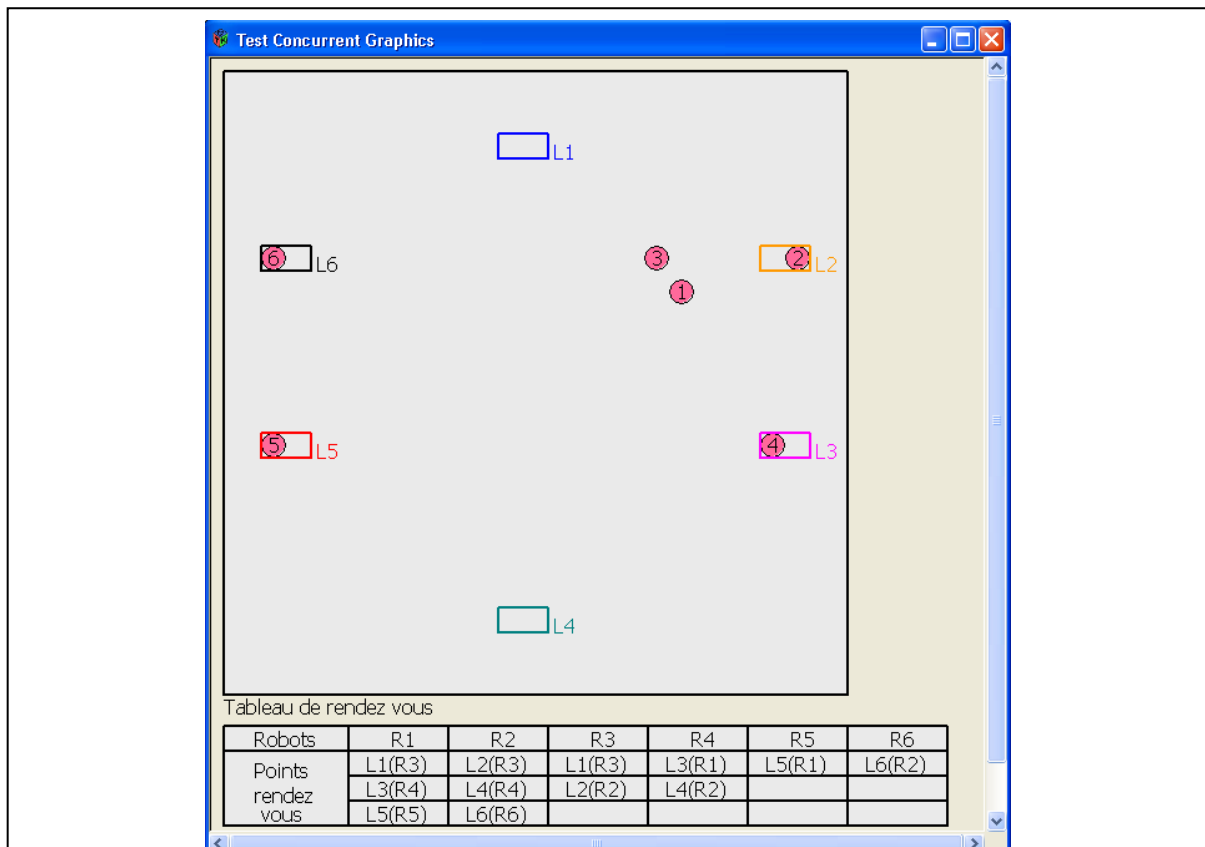 Test Concurrent Graphics
L1
6 L6 3 2 L2
1
5 L5 4 L3
L4
Tableau de rendez vous
Robots R1 R2 R3 R4 R5 R6
Points rendez vous L1(R3) L2(R3) L1(R3) L3(R1) L5(R1) L6(R2)
L3(R4) L4(R4) L2(R2) L4(R2)
L5(R5) L6(R6)